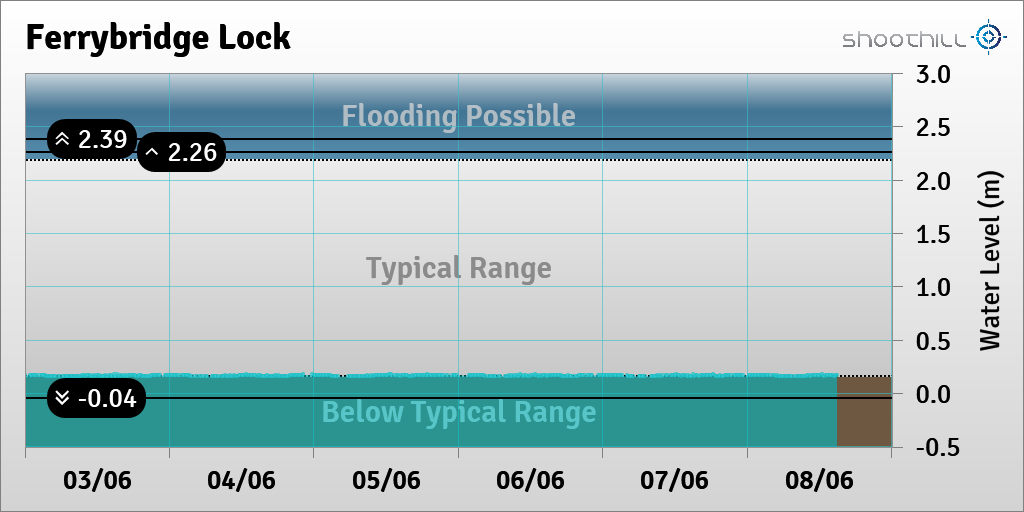 Ferrybridge Lock
shoothill
Flooding Possible
2.39
2.26
Typical Range
-0.04
Below Typical Range
3.0
2.5
2.0
1.5
1.0
0.5
0.0
-0.5
Water Level (m)
03/06 04/06 05/06 06/06 07/06 08/06